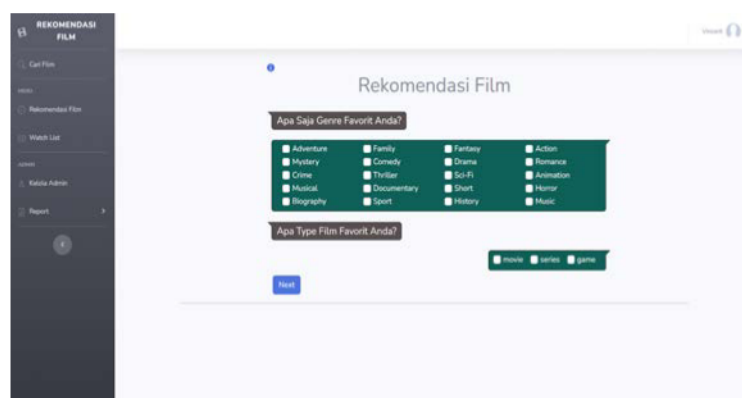 REKOMENDASI
FILM
Cari Film
MENU
Rekomendasi Film
Watch List
ADMIN
Kelola Admin
Report
Rekomendasi Film
Apa Saja Genre Favorit Anda?
Adventure Family Fantasy Action
Mystery Comedy Drama Romance
Crime Thriller Sci-Fi Animation
Musical Documentary Short Horror
Biography Sport History Music
Apa Type Film Favorit Anda?
movie series game
Next